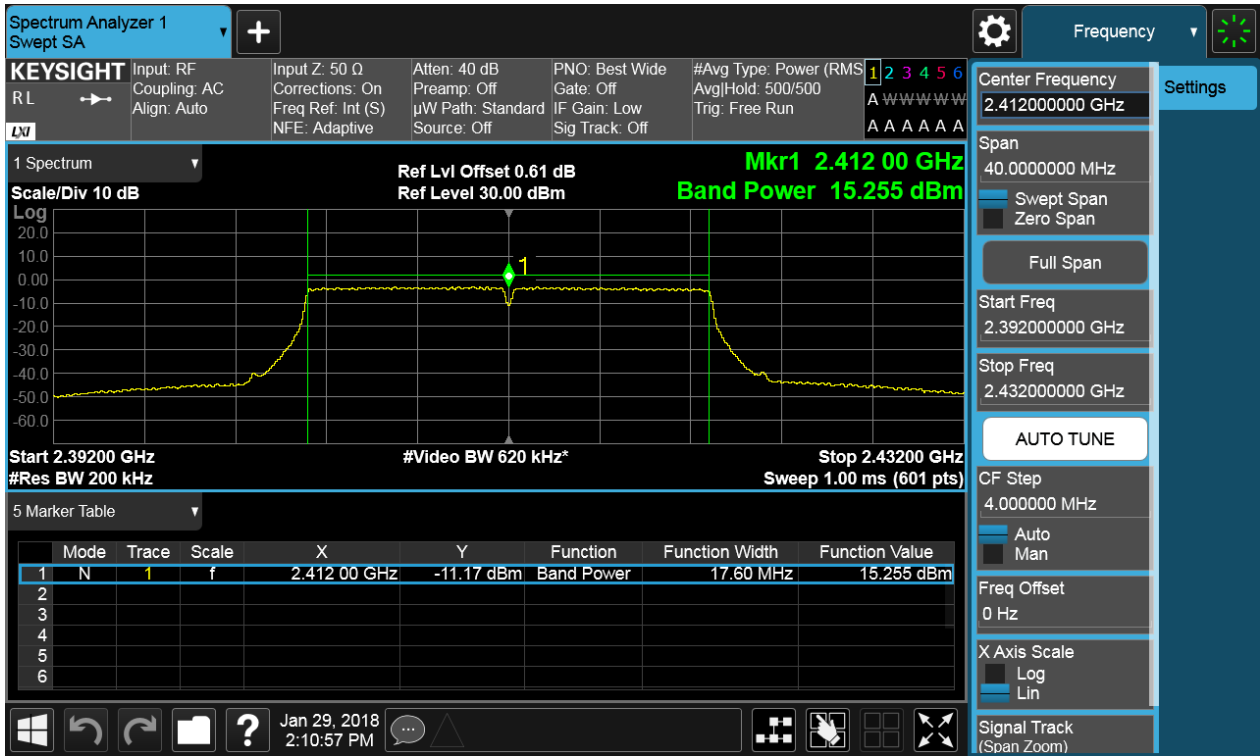 Spectrum Analyzer 1
Swept SA
Frequency
KEYSIGHT
R L
LXI
Input: RF
Coupling: AC
Align: Auto
Input Z: 50 Ω
Corrections: On
Freq Ref: Int (S)
NFE: Adaptive
Atten: 40 dB
Preamp: Off
µW Path: Standard
Source: Off
PNO: Best Wide
Gate: Off
IF Gain: Low
Sig Track: Off
#Avg Type: Power (RMS
Avg|Hold: 500/500
Trig: Free Run
1 2 3 4 5 6
A W W W W W
A A A A A A
1 Spectrum
Scale/Div 10 dB
Ref Lvl Offset 0.61 dB
Ref Level 30.00 dBm
Mkr1 2.412 00 GHz
Band Power 15.255 dBm
Log
20.0
10.0
0.00
-10.0
-20.0
-30.0
-40.0
-50.0
-60.0
1
Start 2.39200 GHz
#Video BW 620 kHz*
Stop 2.43200 GHz
#Res BW 200 kHz
Sweep 1.00 ms (601 pts)
5 Marker Table
Mode Trace Scale X Y Function Function Width Function Value
1 N 1 f 2.412 00 GHz -11.17 dBm Band Power 17.60 MHz 15.255 dBm
2
3
4
5
6
Jan 29, 2018
2:10:57 PM
Settings
Center Frequency
2.412000000 GHz
Span
40.0000000 MHz
Swept Span
Zero Span
Full Span
Start Freq
2.392000000 GHz
Stop Freq
2.432000000 GHz
AUTO TUNE
CF Step
4.000000 MHz
Auto
Man
Freq Offset
0 Hz
X Axis Scale
Log
Lin
Signal Track
(Span Zoom)